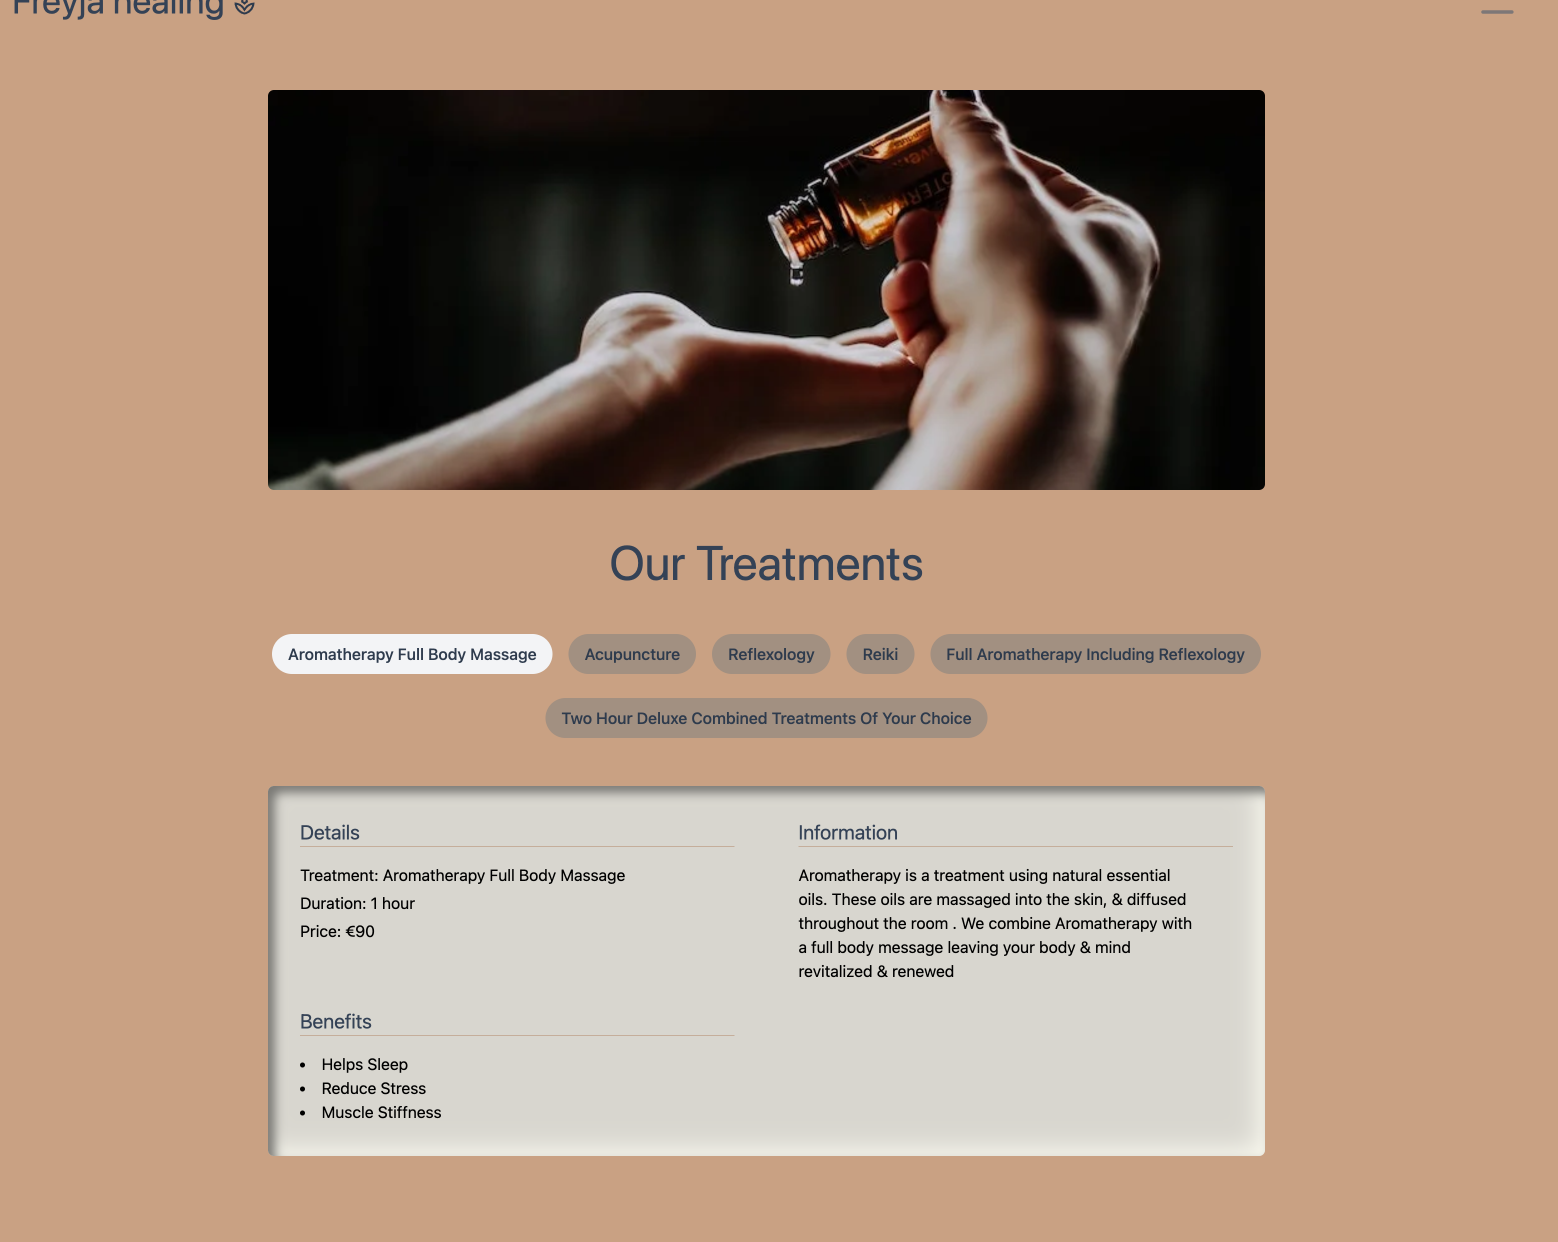 Freyja healing
Our Treatments
Aromatherapy Full Body Massage
Acupuncture
Reflexology
Reiki
Full Aromatherapy Including Reflexology
Two Hour Deluxe Combined Treatments Of Your Choice
Details
Treatment: Aromatherapy Full Body Massage
Duration: 1 hour
Price: €90
Information
Aromatherapy is a treatment using natural essential
oils. These oils are massaged into the skin, & diffused
throughout the room . We combine Aromatherapy with
a full body message leaving your body & mind
revitalized & renewed
Benefits
• Helps Sleep
• Reduce Stress
• Muscle Stiffness